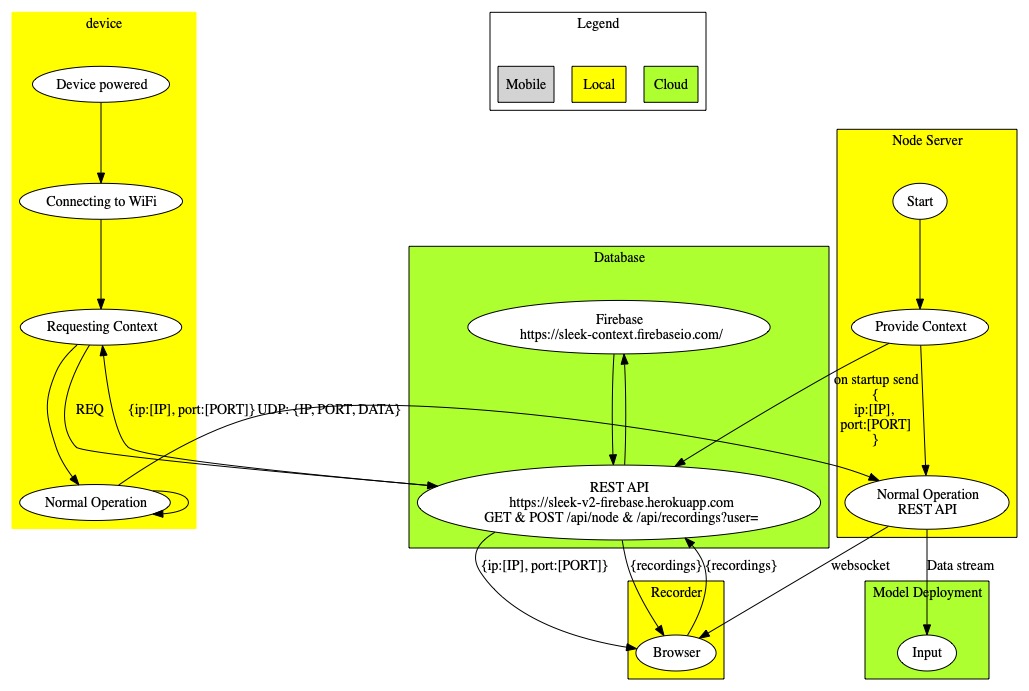 device
Legend
Device powered
Mobile
Local
Cloud
Node Server
Connecting to WiFi
Start
Database
Requesting Context
Firebase
https://sleek-context.firebaseio.com/
Provide Context
REQ
{ip:[IP], port:[PORT]}
UDP: {IP, PORT, DATA}
on startup send
{
ip:[IP],
port:[PORT]
}
Normal Operation
REST API
https://sleek-v2-firebase.herokuapp.com
GET & POST /api/node & /api/recordings?user=
Normal Operation
REST API
{ip:[IP], port:[PORT]}
{recordings}
{recordings}
websocket
Data stream
Recorder
Model Deployment
Browser
Input